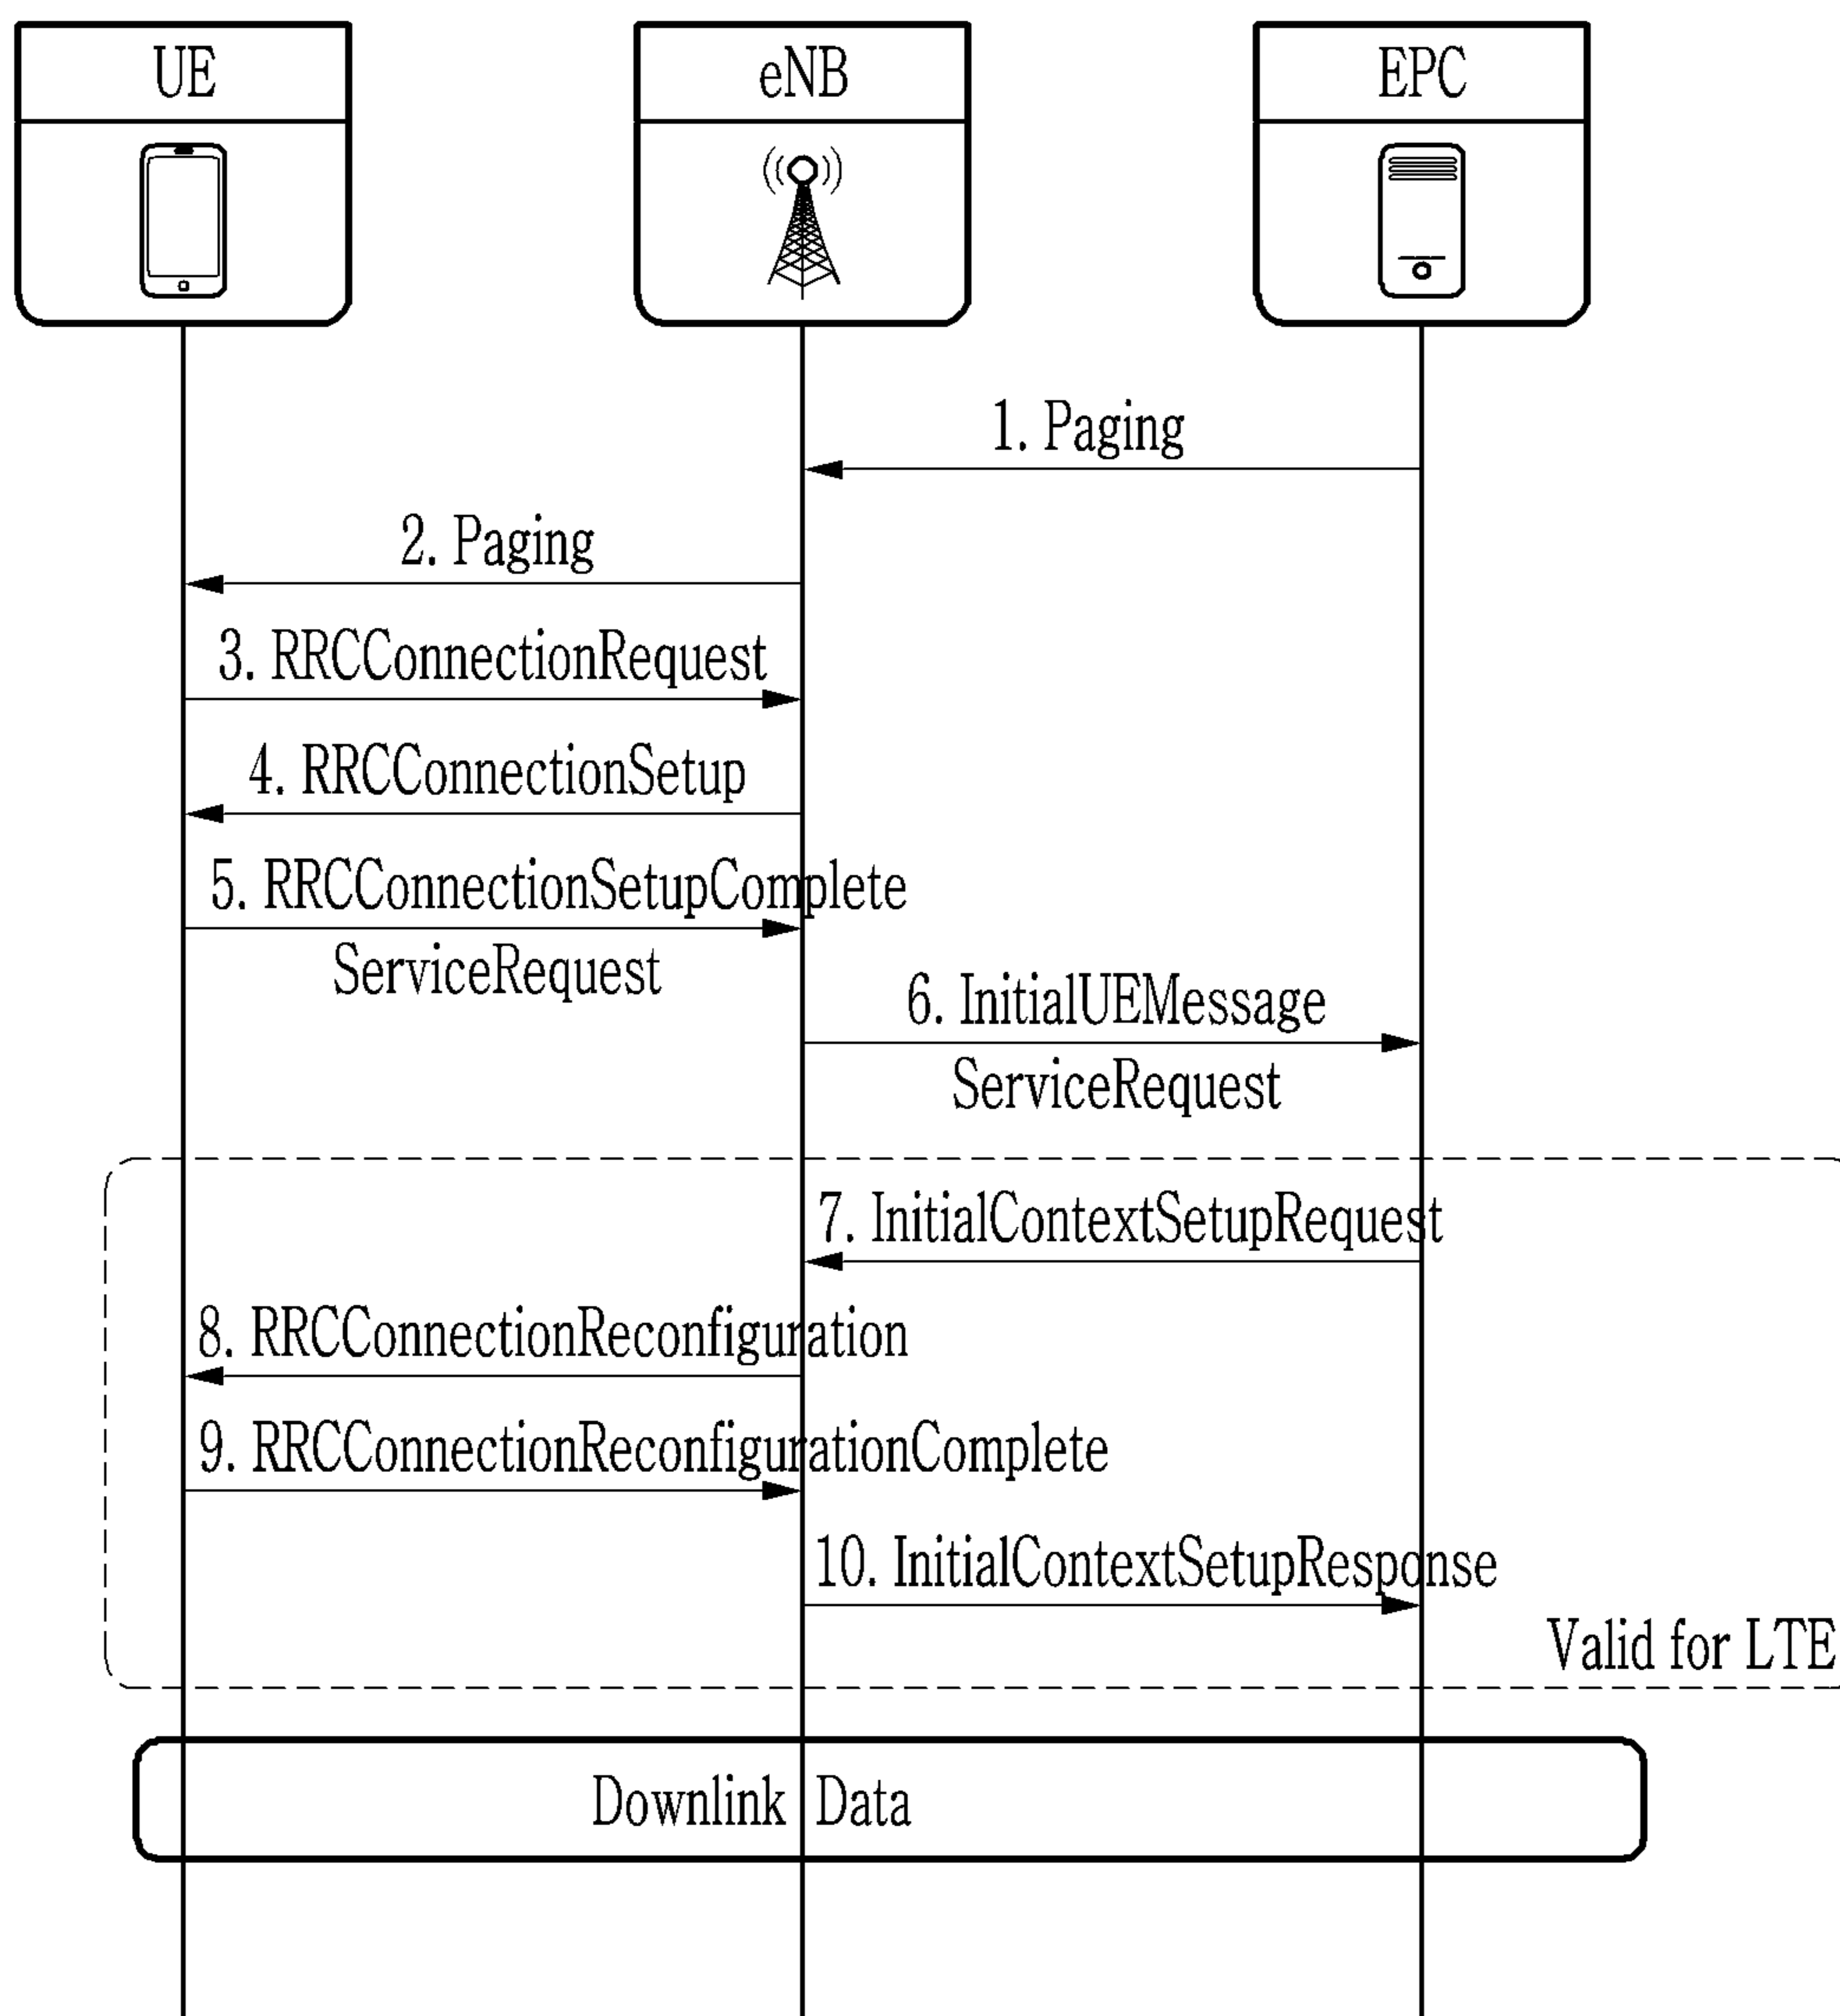 UE
eNB
EPC
1. Paging
2. Paging
3. RRCConnectionRequest
4. RRCConnectionSetup
5. RRCConnectionSetupComplete
ServiceRequest
6. InitialUEMessage
ServiceRequest
7. InitialContextSetupRequest
8. RRCConnectionReconfiguration
9. RRCConnectionReconfigurationComplete
10. InitialContextSetupResponse
Valid for LTE
Downlink Data